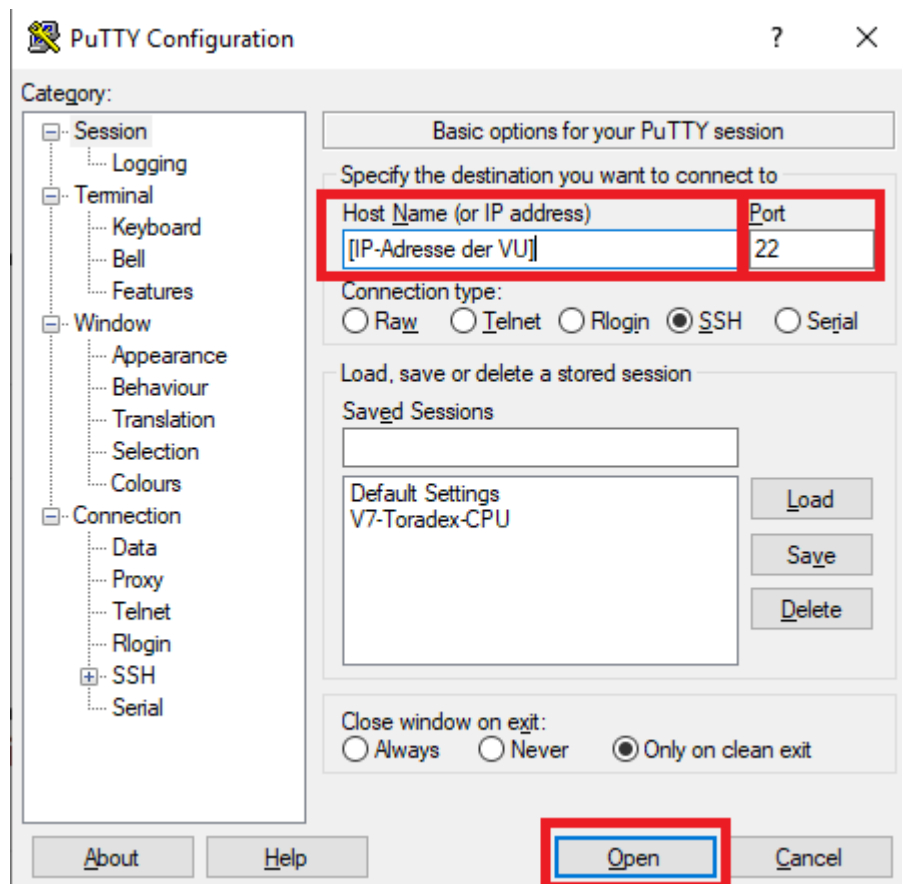 PuTTY Configuration
?
Category:
Session
Logging
Terminal
Keyboard
Bell
Features
Window
Appearance
Behaviour
Translation
Selection
Colours
Connection
Data
Proxy
Telnet
Rlogin
SSH
Serial
Basic options for your PuTTY session
Specify the destination you want to connect to
Host Name (or IP address) Port
[IP-Adresse der VU] 22
Connection type:
Raw Telnet Rlogin SSH Serial
Load, save or delete a stored session
Saved Sessions
Default Settings
V7-Toradex-CPU
Load
Save
Delete
Close window on exit:
Always Never Only on clean exit
About Help Open Cancel